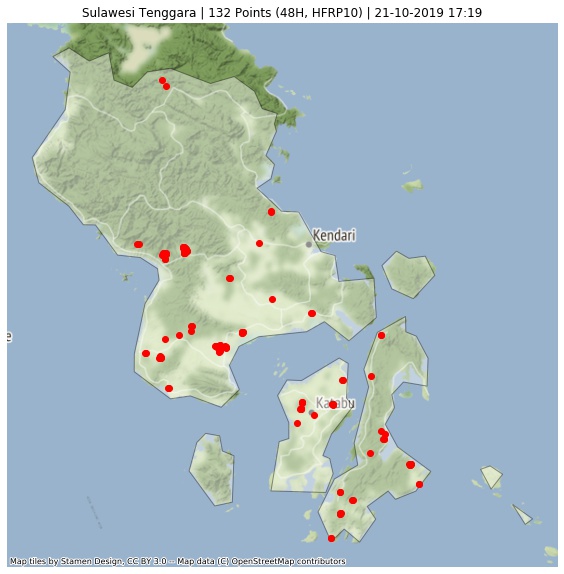 Sulawesi Tenggara | 132 Points (48H, HFRP10) | 21-10-2019 17:19
Kendari
e
Katabu
Map tiles by Stamen Design, CC BY 3.0 -- Map data (C) OpenStreetMap contributors